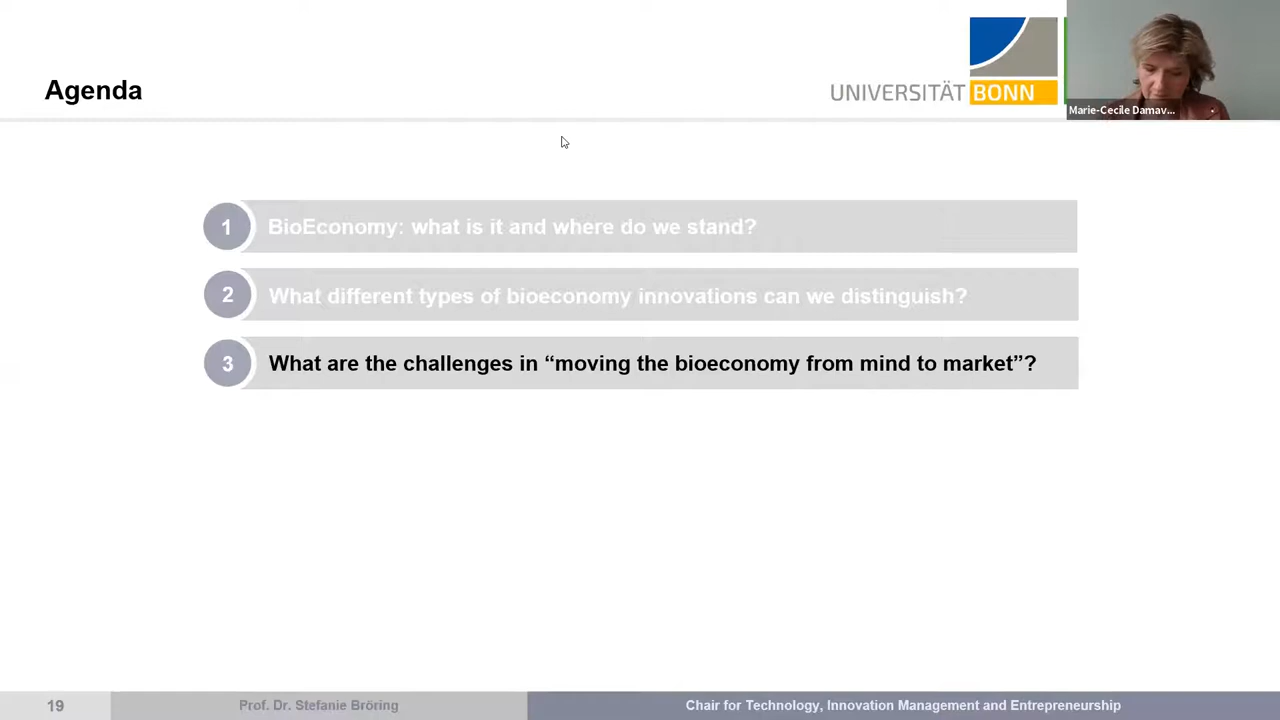 Agenda
UNIVERSITÄT BONN
Marie-Cecile Damav...
1 BioEconomy: what is it and where do we stand?
2 What different types of bioeconomy innovations can we distinguish?
3 What are the challenges in “moving the bioeconomy from mind to market”?
19 Prof. Dr. Stefanie Bröring Chair for Technology, Innovation Management and Entrepreneurship